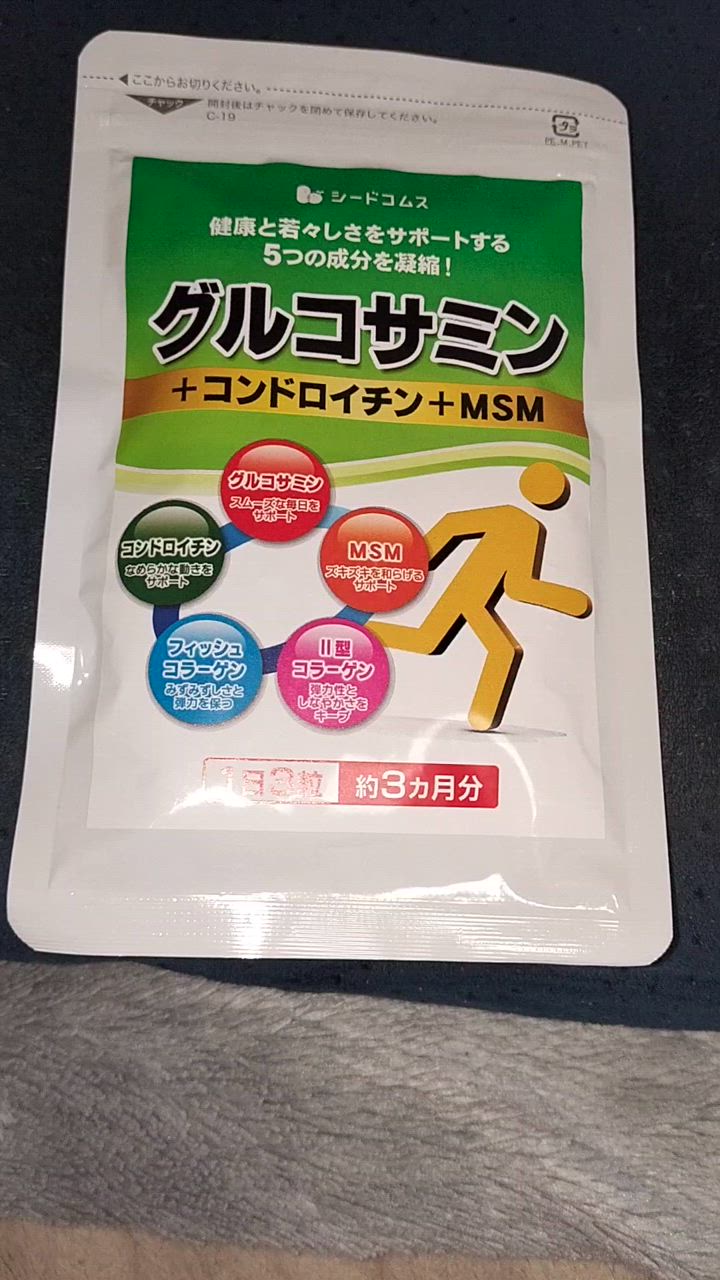 ここからお切りください。
チャック
開封後はチャックを閉めて保存してください。
C-19
プラ
PE.M.PET
シードコムス
健康と若々しさをサポートする
5つの成分を凝縮!
グルコサミン
+コンドロイチン+MSM
グルコサミン
スムーズな毎日を
サポート
コンドロイチン
なめらかな動きを
サポート
MSM
ズキズキを和らげる
サポート
フィッシュ
コラーゲン
みずみずしさと
弾力を保つ
II型
コラーゲン
弾力性と
しなやかさを
キープ
1日3粒
約3ヵ月分